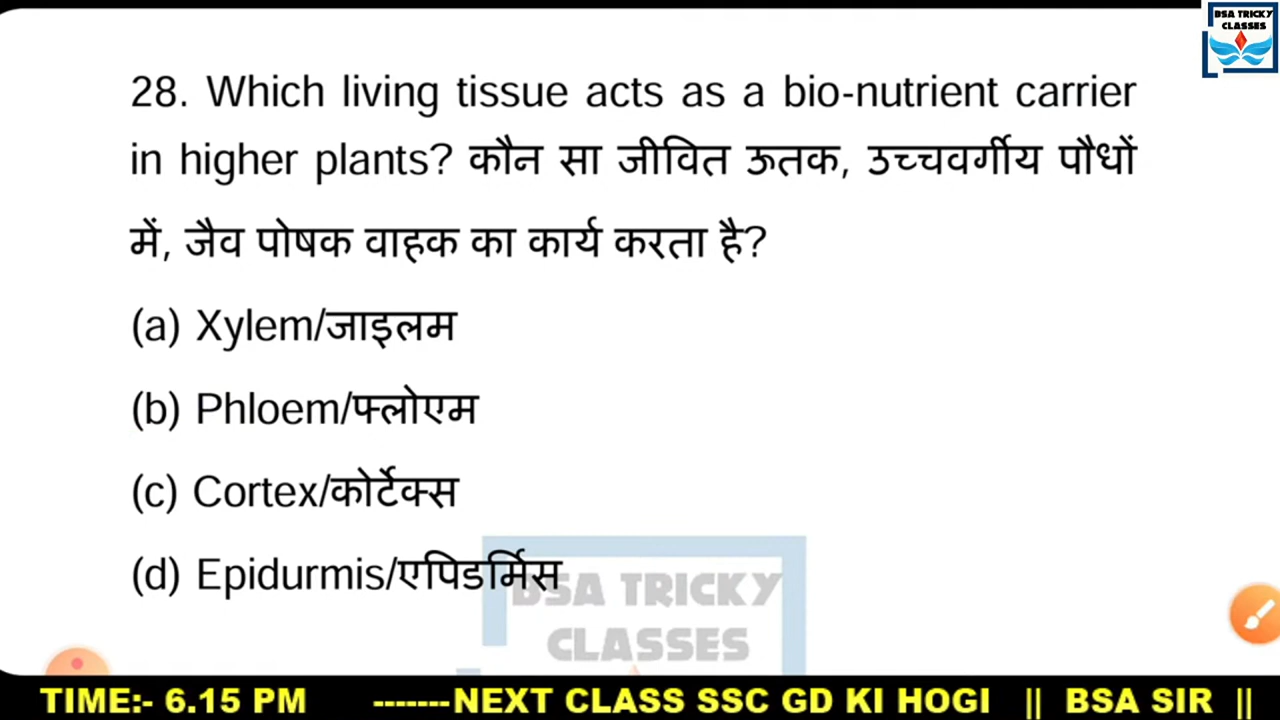 BSA TRICKY
CLASSES
28. Which living tissue acts as a bio-nutrient carrier
in higher plants? कौन सा जीवित ऊतक, उच्चवर्गीय पौधों
में, जैव पोषक वाहक का कार्य करता है?
(a) Xylem/जाइलम
(b) Phloem/फ्लोएम
(c) Cortex/कोर्टेक्स
(d) Epidurmis/एपिडर्मिस
BSA TRICKY
CLASSES
TIME:- 6.15 PM -------NEXT CLASS SSC GD KI HOGI || BSA SIR ||